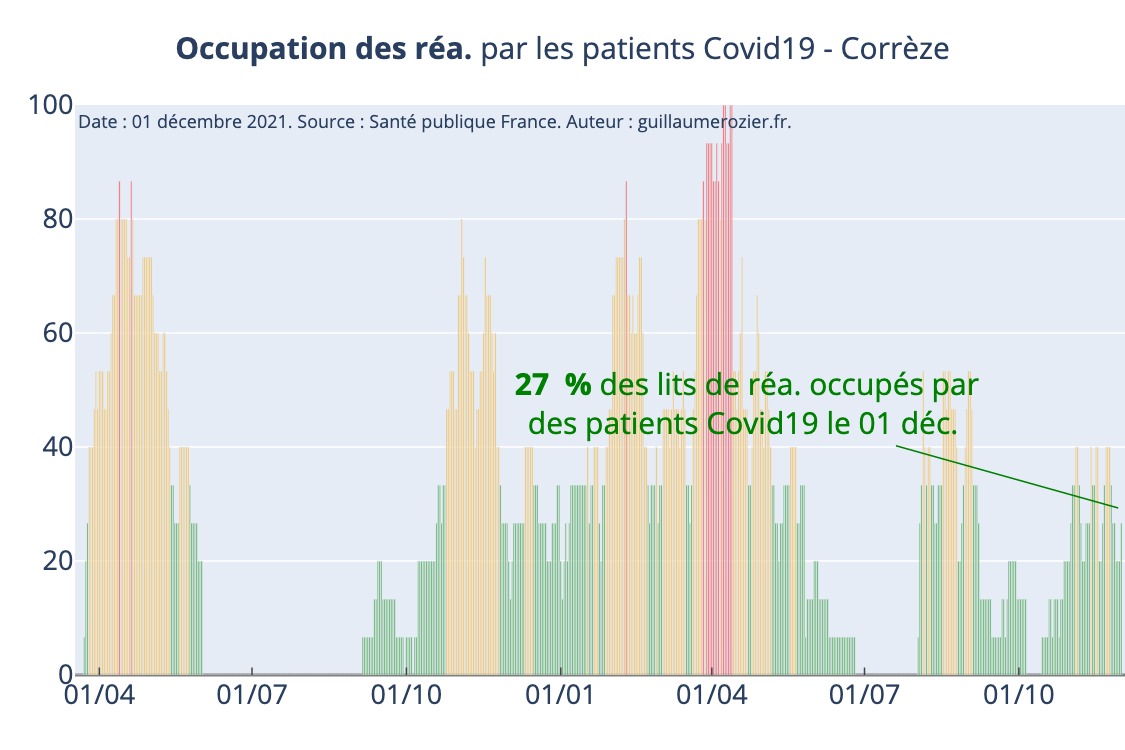 Occupation des réa. par les patients Covid19 - Corrèze
100
Date : 01 décembre 2021. Source : Santé publique France. Auteur : guillaumerozier.fr.
80
60
27 % des lits de réa. occupés par
des patients Covid19 le 01 déc.
40
20
0
01/04 01/07 01/10 01/01 01/04 01/07 01/10